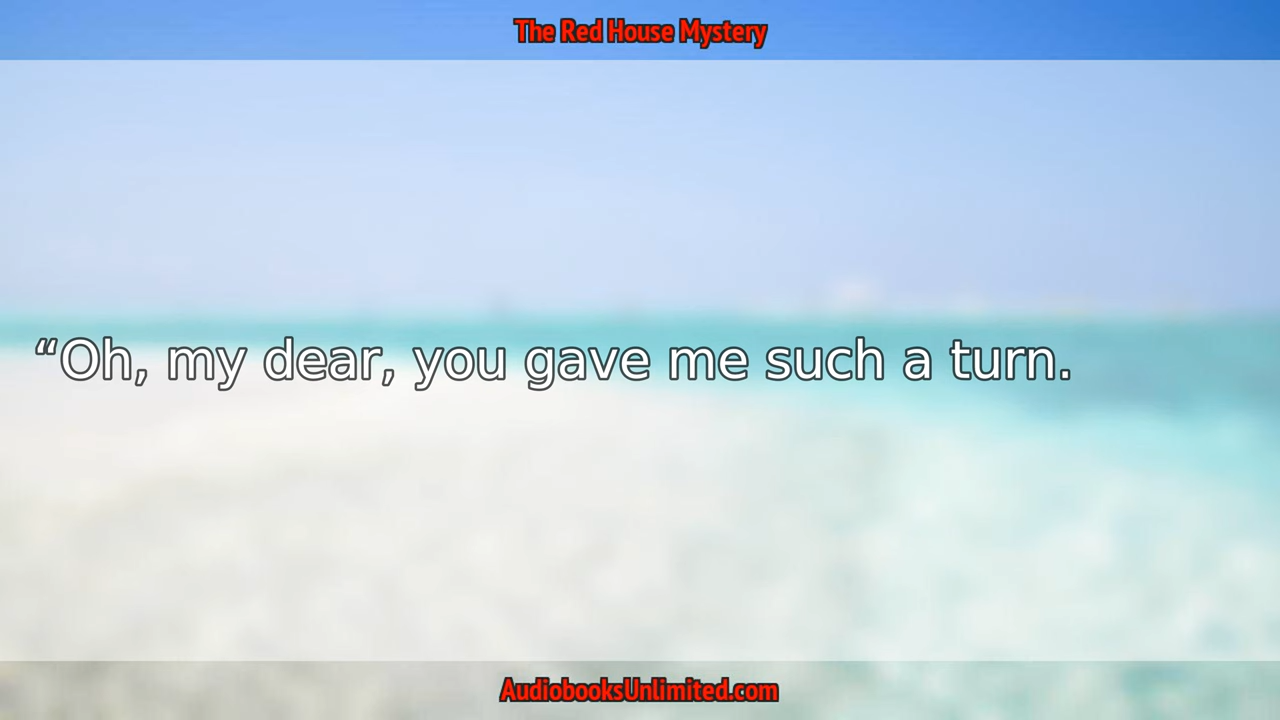 The Red House Mystery
“Oh, my dear, you gave me such a turn.
AudiobooksUnlimited.com